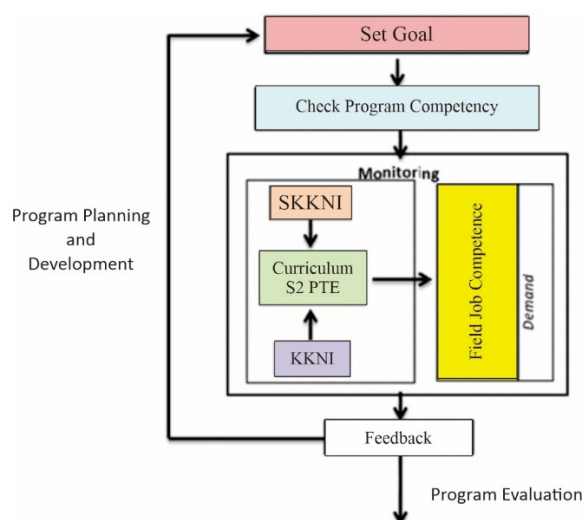 Set Goal
Check Program Competency
Monitoring
SKKNI
Curriculum
S2 PTE
KKNI
Field Job Competence
Demand
Program Planning
and
Development
Feedback
Program Evaluation